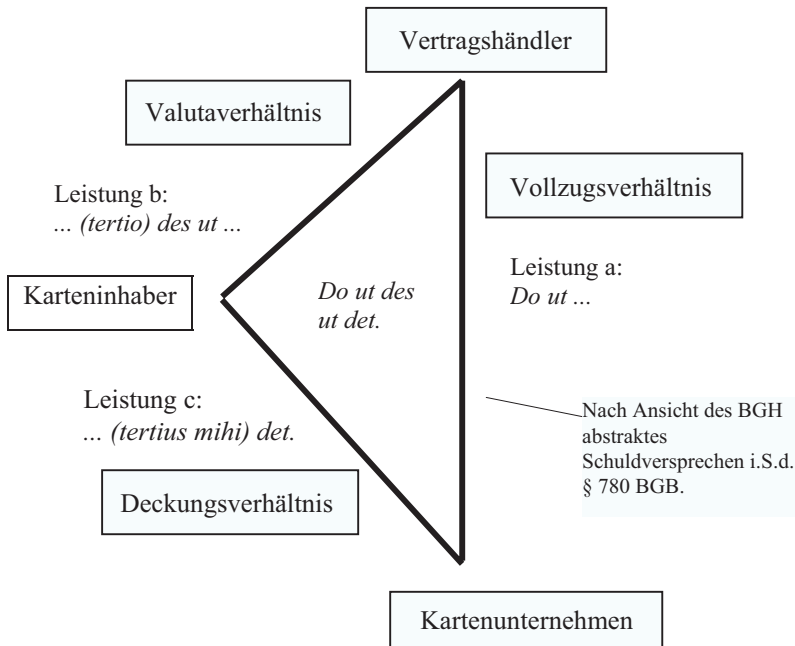 Vertragshändler
Valutaverhältnis
Vollzugsverhältnis
Leistung b:
... (tertio) des ut ...
Leistung a:
Do ut ...
Karteninhaber
Do ut des
ut det.
Leistung c:
... (tertius mihi) det.
Nach Ansicht des BGH
abstraktes
Schuldversprechen i.S.d.
§ 780 BGB.
Deckungsverhältnis
Kartenunternehmen